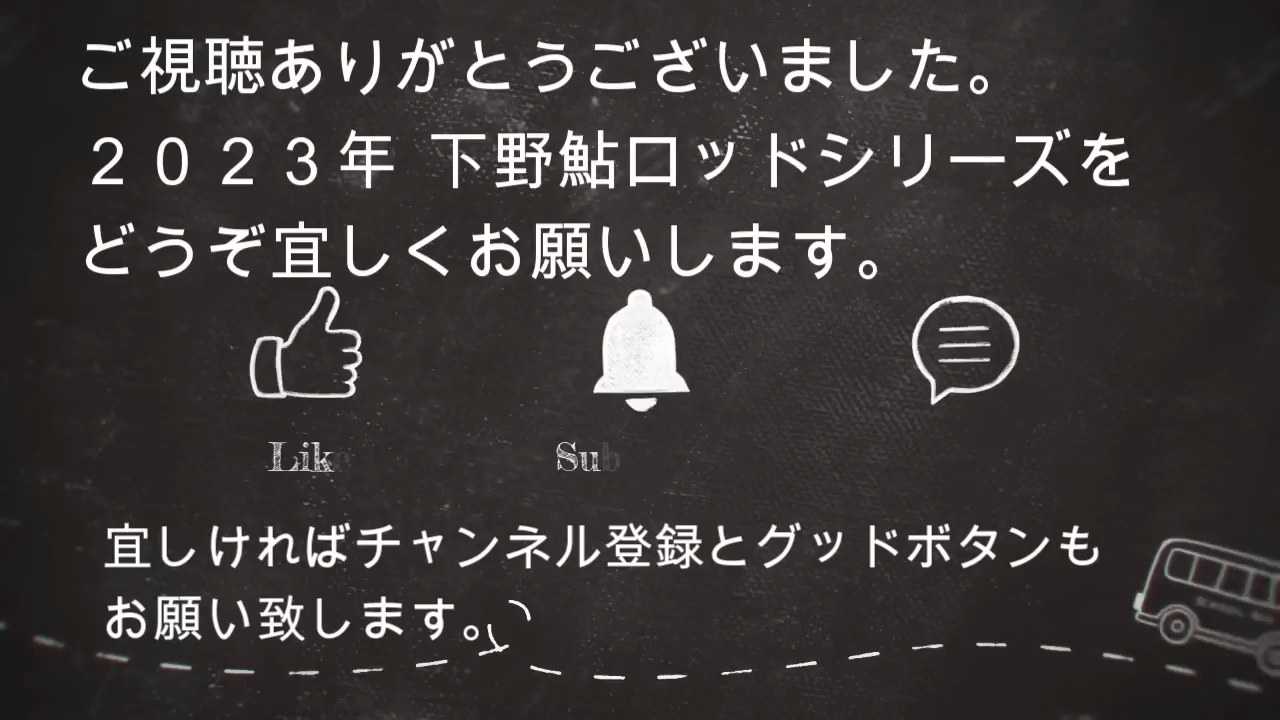 ご視聴ありがとうございました。
２０２３年 下野鮎ロッドシリーズを
どうぞ宜しくお願いします。
Lik
Sub
宜しければチャンネル登録とグッドボタンも
お願い致します。